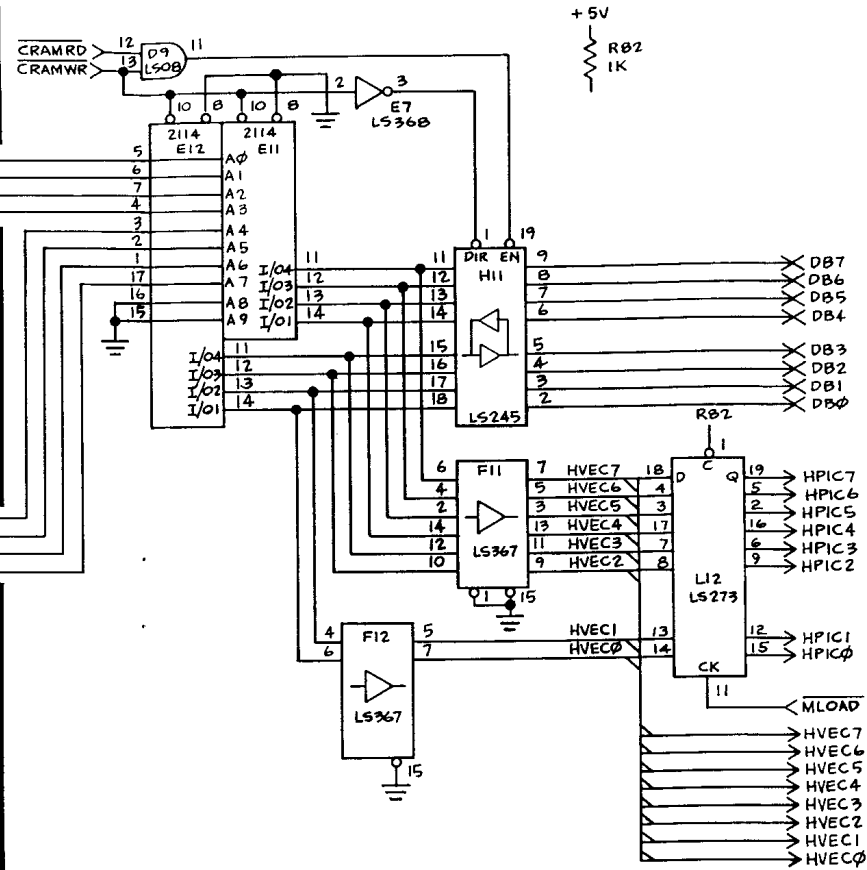 +5V
RB2
1K
CRAMRD 12 D9 11
CRAMWR 13 LS08
2 3
E7
LS368
10 8 10 8
2114 2114
E12 E11
5 AØ
6 A1
7 A2
4 A3
3 A4
2 A5
1 A6
17 A7
16 A8
15 A9
I/O4 11
I/O3 12
I/O2 13
I/O1 14
I/O4 11
I/O3 12
I/O2 13
I/O1 14
1 19
DIR EN
H11
11 9 DB7
12 8 DB6
13 7 DB5
14 6 DB4
15 5 DB3
16 4 DB2
17 3 DB1
18 2 DBØ
LS245
RB2
1
C
D Q
F11
6 7 HVEC7 18 19 HPIC7
4 5 HVEC6 4 5 HPIC6
2 3 HVEC5 3 2 HPIC5
14 13 HVEC4 17 16 HPIC4
12 11 HVEC3 7 6 HPIC3
10 9 HVEC2 8 9 HPIC2
LS367
1 15
L12
LS273
F12
4 5 HVEC1 13 12 HPIC1
6 7 HVECØ 14 15 HPICØ
LS367
15
CK
11
MLOAD
HVEC7
HVEC6
HVEC5
HVEC4
HVEC3
HVEC2
HVEC1
HVECØ